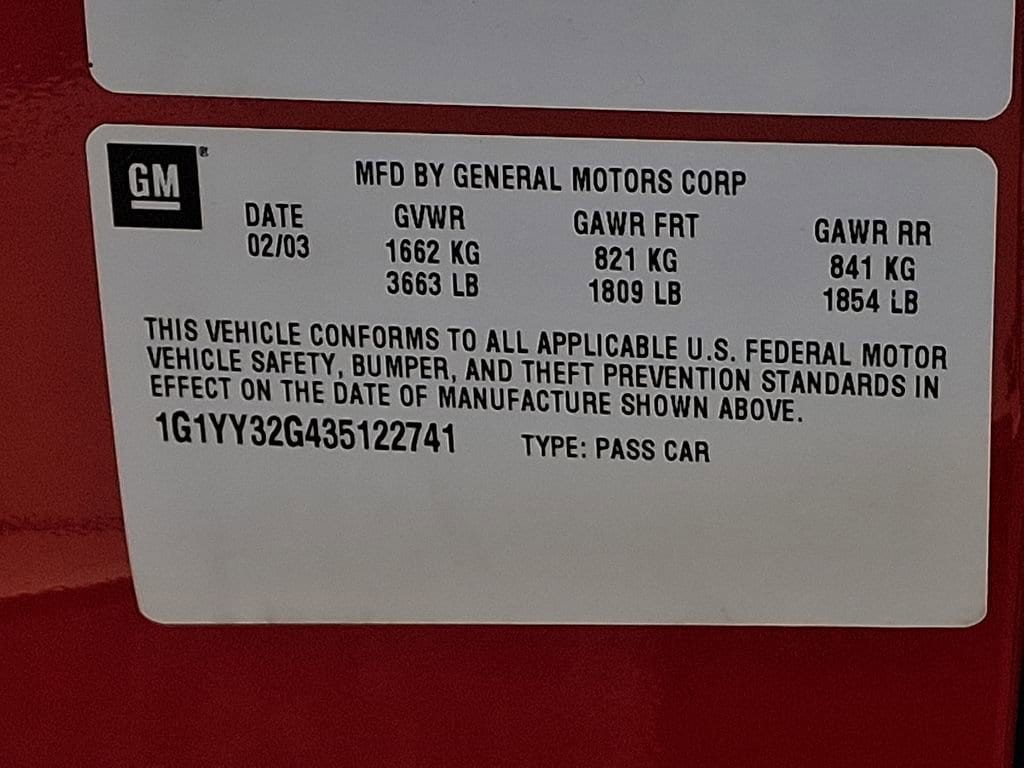 GM®
MFD BY GENERAL MOTORS CORP
DATE GVWR GAWR FRT GAWR RR
02/03 1662 KG 821 KG 841 KG
3663 LB 1809 LB 1854 LB
THIS VEHICLE CONFORMS TO ALL APPLICABLE U.S. FEDERAL MOTOR
VEHICLE SAFETY, BUMPER, AND THEFT PREVENTION STANDARDS IN
EFFECT ON THE DATE OF MANUFACTURE SHOWN ABOVE.
1G1YY32G435122741 TYPE: PASS CAR